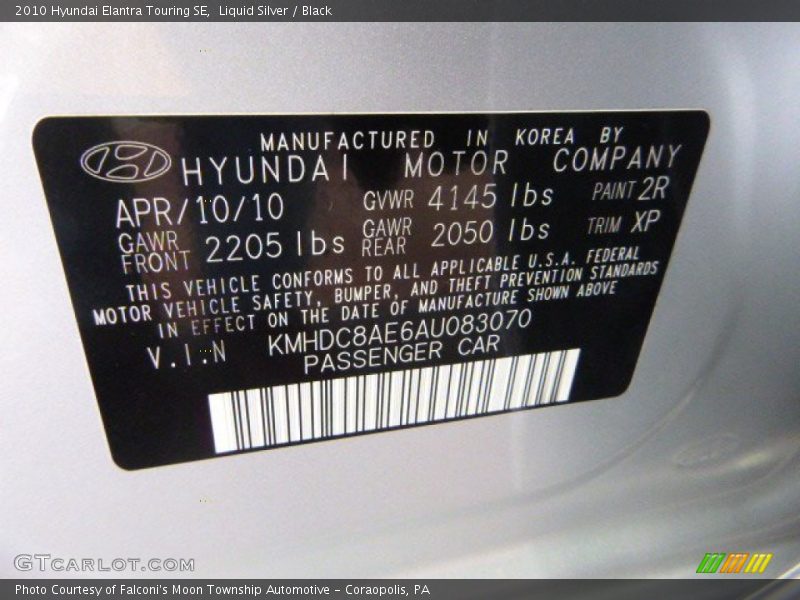 2010 Hyundai Elantra Touring SE, Liquid Silver / Black
MANUFACTURED IN KOREA BY
HYUNDAI MOTOR COMPANY
APR/10/10 GVWR 4145 lbs PAINT 2R
GAWR FRONT 2205 lbs GAWR REAR 2050 lbs TRIM XP
THIS VEHICLE CONFORMS TO ALL APPLICABLE U.S.A. FEDERAL
MOTOR VEHICLE SAFETY, BUMPER, AND THEFT PREVENTION STANDARDS
IN EFFECT ON THE DATE OF MANUFACTURE SHOWN ABOVE
V.I.N KMHDC8AE6AU083070
PASSENGER CAR
GTCARLOT.COM
Photo Courtesy of Falconi's Moon Township Automotive – Coraopolis, PA